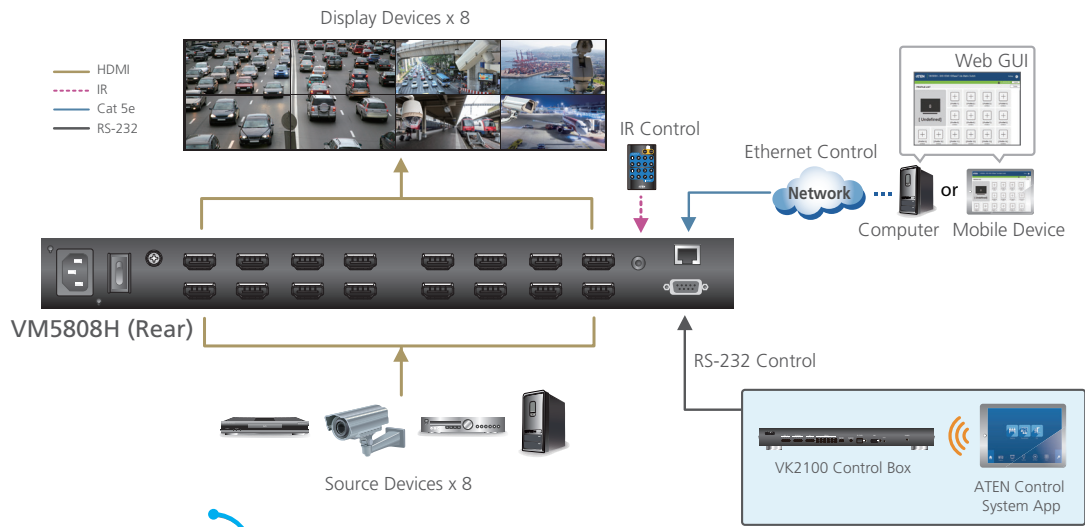 Display Devices x 8
HDMI
IR
Cat 5e
RS-232
IR Control
Ethernet Control
Web GUI
[ Undefined]
Network
or
Computer
Mobile Device
VM5808H (Rear)
RS-232 Control
Source Devices x 8
VK2100 Control Box
ATEN Control
System App